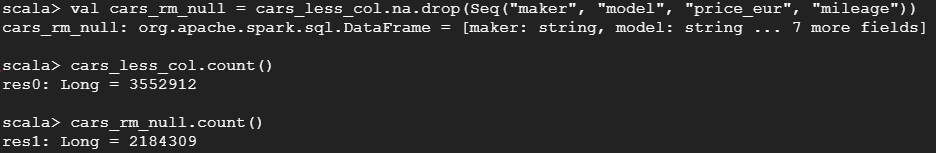 scala> val cars_rm_null = cars_less_col.na.drop(Seq("maker", "model", "price_eur", "mileage"))
cars_rm_null: org.apache.spark.sql.DataFrame = [maker: string, model: string ... 7 more fields]
scala> cars_less_col.count()
res0: Long = 3552912
scala> cars_rm_null.count()
res1: Long = 2184309